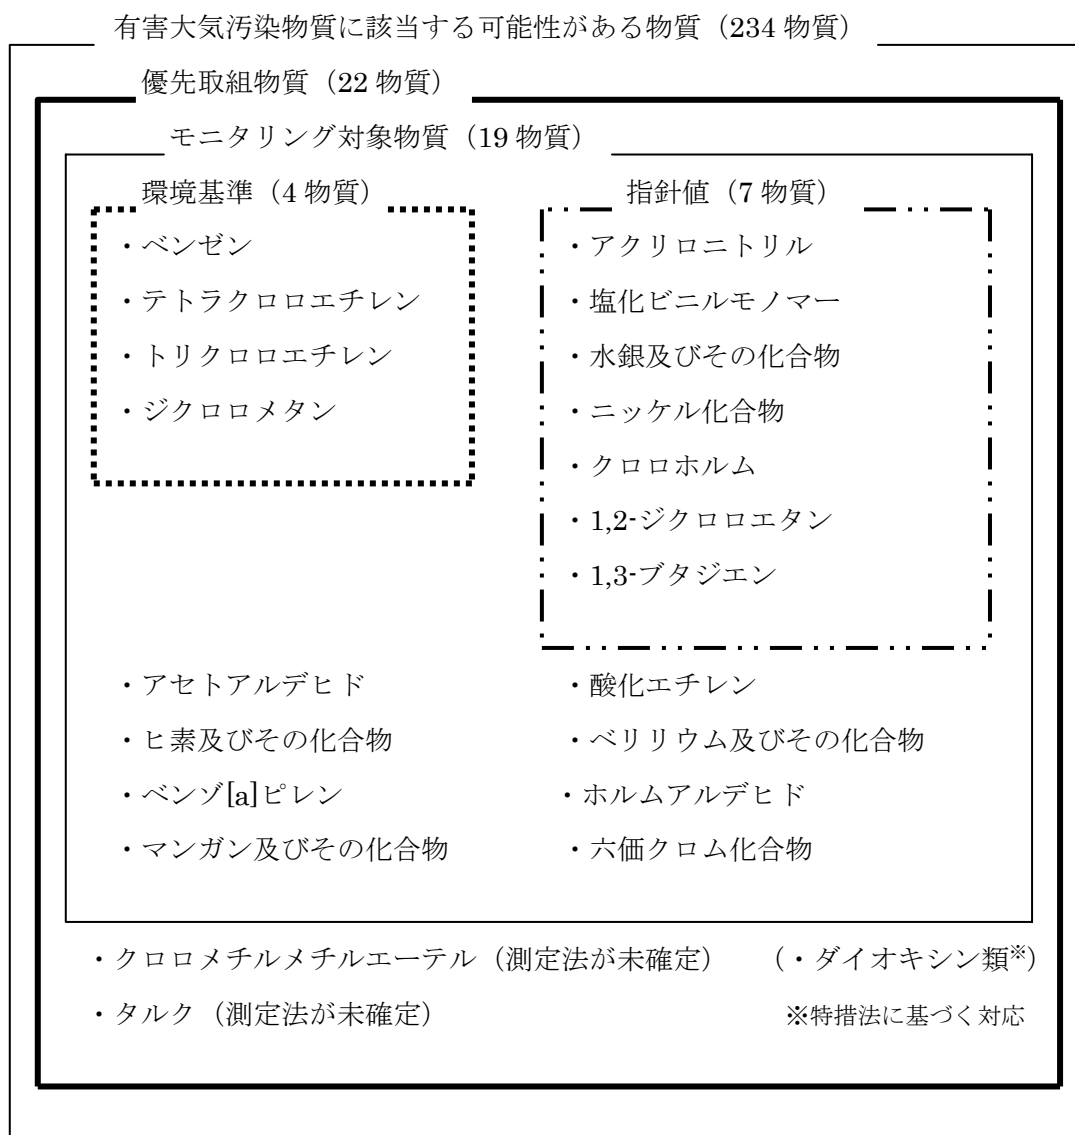 有害大気汚染物質に該当する可能性がある物質(234 物質)
優先取組物質(22 物質)
モニタリング対象物質(19 物質)
環境基準(4 物質)
・ベンゼン
・テトラクロロエチレン
・トリクロロエチレン
・ジクロロメタン
指針値(7 物質)
・アクリロニトリル
・塩化ビニルモノマー
・水銀及びその化合物
・ニッケル化合物
・クロロホルム
・1,2-ジクロロエタン
・1,3-ブタジエン
・アセトアルデヒド
・ヒ素及びその化合物
・ベンゾ[a]ピレン
・マンガン及びその化合物
・酸化エチレン
・ベリリウム及びその化合物
・ホルムアルデヒド
・六価クロム化合物
・クロロメチルメチルエーテル(測定法が未確定)
(・ダイオキシン類※)
・タルク(測定法が未確定)
※特措法に基づく対応